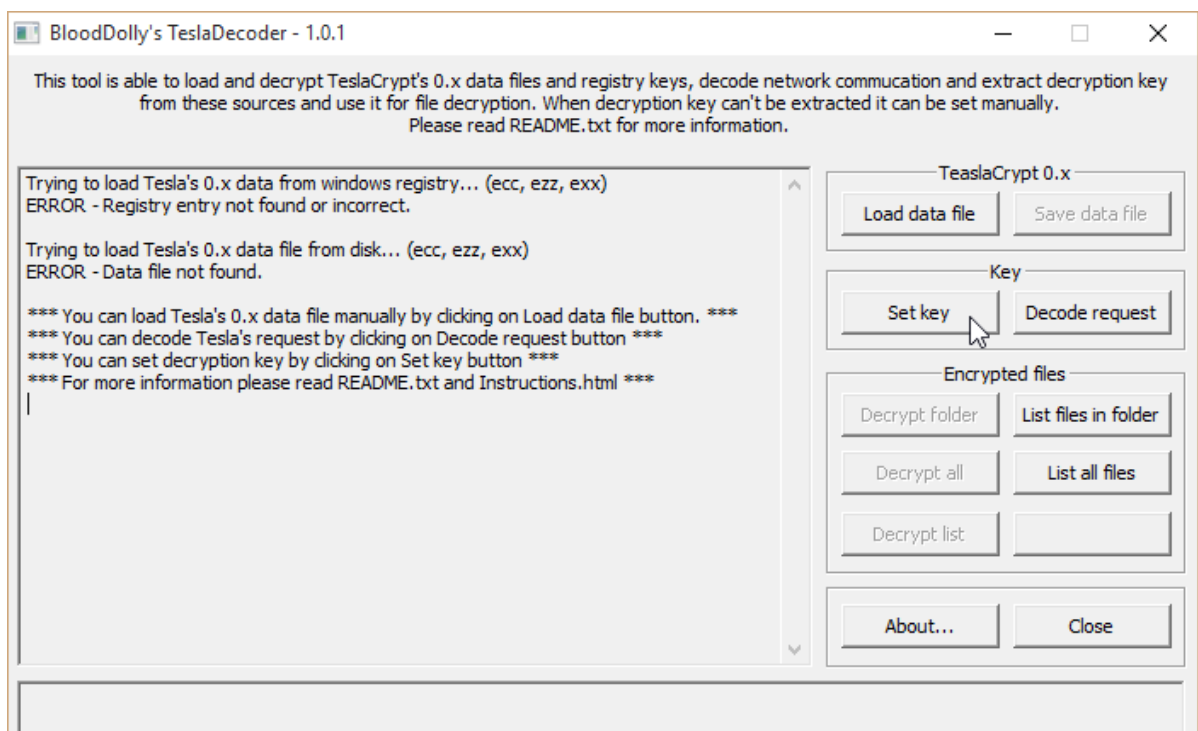 BloodDolly's TeslaDecoder - 1.0.1
This tool is able to load and decrypt TeslaCrypt's 0.x data files and registry keys, decode network commucation and extract decryption key
from these sources and use it for file decryption. When decryption key can't be extracted it can be set manually.
Please read README.txt for more information.
Trying to load Tesla's 0.x data from windows registry... (ecc, ezz, exx)
ERROR - Registry entry not found or incorrect.
Trying to load Tesla's 0.x data file from disk... (ecc, ezz, exx)
ERROR - Data file not found.
*** You can load Tesla's 0.x data file manually by clicking on Load data file button. ***
*** You can decode Tesla's request by clicking on Decode request button ***
*** You can set decryption key by clicking on Set key button ***
*** For more information please read README.txt and Instructions.html ***
TeaslaCrypt 0.x
Load data file
Save data file
Key
Set key
Decode request
Encrypted files
Decrypt folder
List files in folder
Decrypt all
List all files
Decrypt list
About...
Close